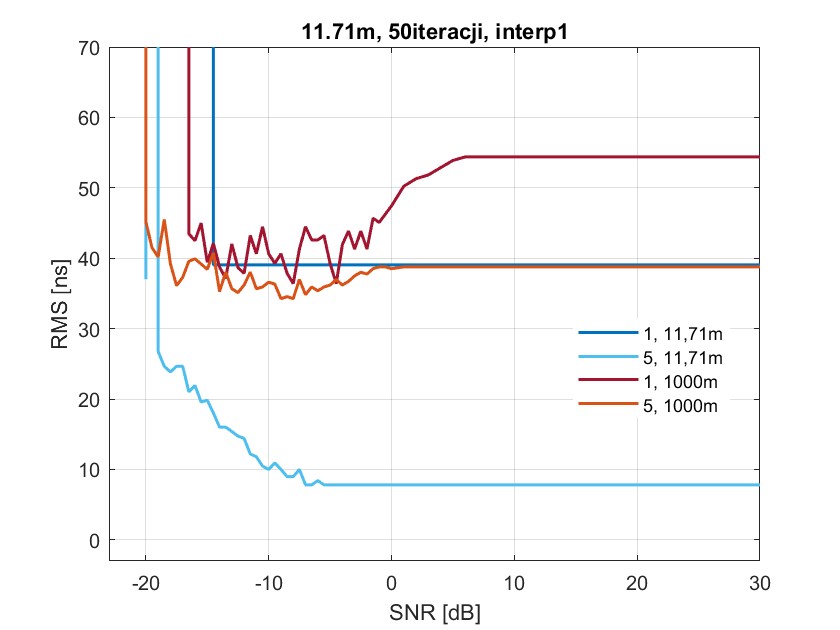 11.71m, 50iteracji, interp1
70
60
50
40
30
20
10
0
RMS [ns]
1, 11,71m
5, 11,71m
1, 1000m
5, 1000m
-20 -10 0 10 20 30
SNR [dB]